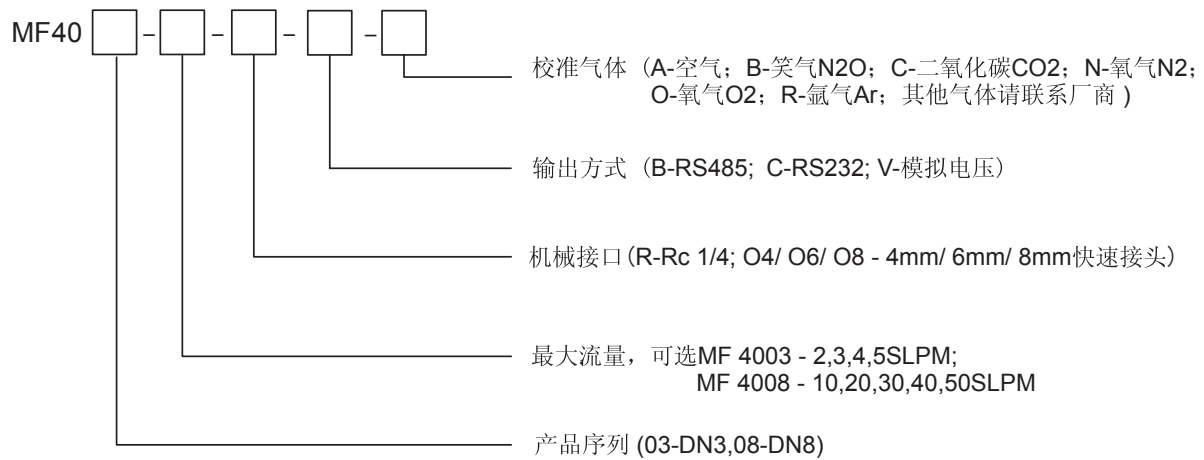 MF40 □-□-□-□-□
校准气体（A-空气；B-笑气N2O；C-二氧化碳CO2；N-氧气N2；
O-氧气O2；R-氩气Ar；其他气体请联系厂商 )
输出方式（B-RS485; C-RS232; V-模拟电压）
机械接口(R-Rc 1/4; O4/ O6/ O8 - 4mm/ 6mm/ 8mm快速接头）
最大流量，可选MF 4003 - 2,3,4,5SLPM;
MF 4008 - 10,20,30,40,50SLPM
产品序列 (03-DN3,08-DN8)